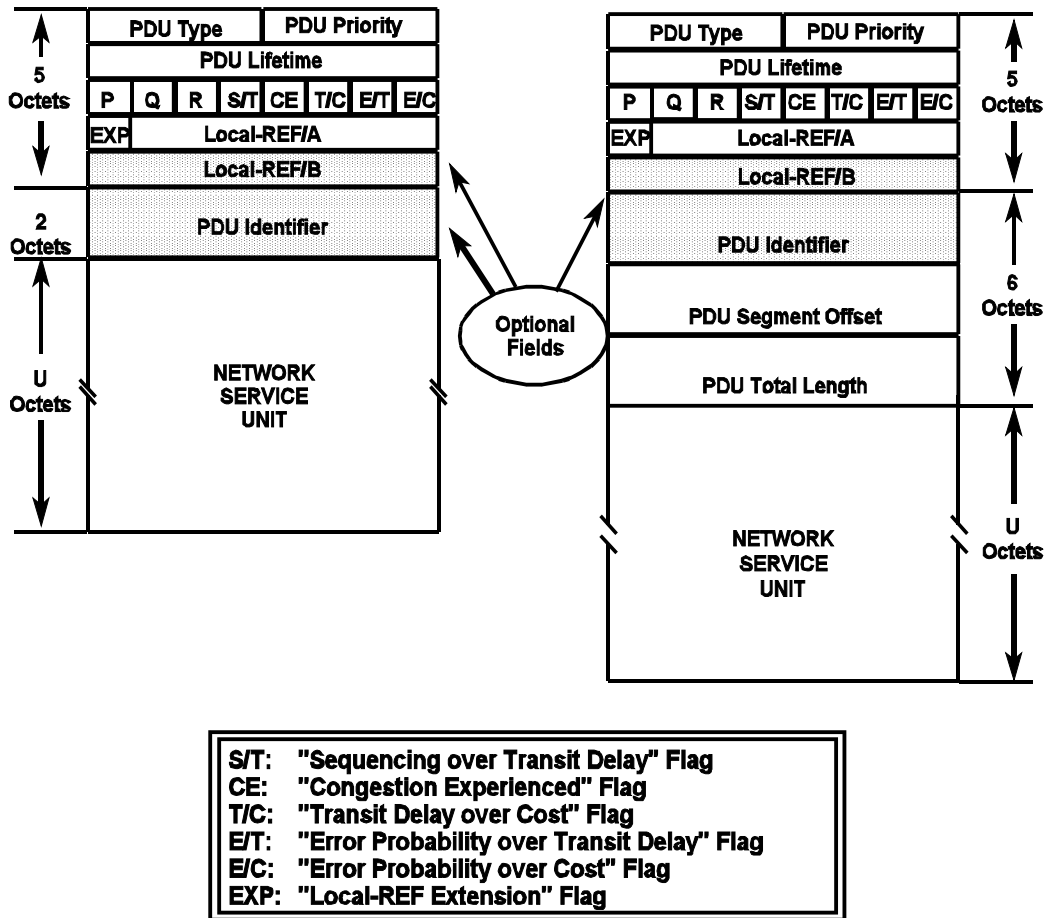 PDU Type PDU Priority
PDU Lifetime
P Q R S/T CE T/C E/T E/C
EXP Local-REF/A
Local-REF/B
PDU Identifier
NETWORK
SERVICE
UNIT
5
Octets
2
Octets
U
Octets
Optional
Fields
PDU Type PDU Priority
PDU Lifetime
P Q R S/T CE T/C E/T E/C
EXP Local-REF/A
Local-REF/B
PDU Identifier
PDU Segment Offset
PDU Total Length
NETWORK
SERVICE
UNIT
5
Octets
6
Octets
U
Octets
S/T: "Sequencing over Transit Delay" Flag
CE: "Congestion Experienced" Flag
T/C: "Transit Delay over Cost" Flag
E/T: "Error Probability over Transit Delay" Flag
E/C: "Error Probability over Cost" Flag
EXP: "Local-REF Extension" Flag